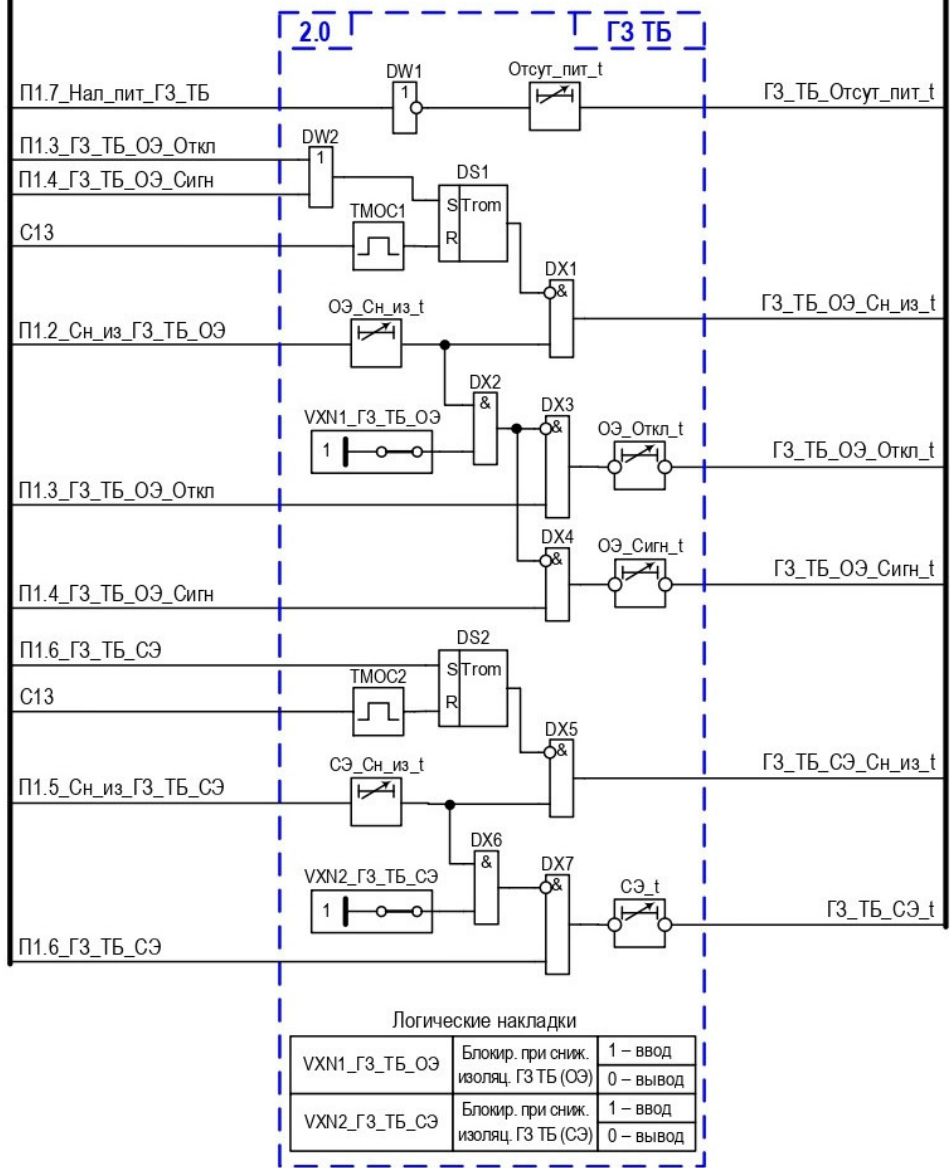 2.0
ГЗ ТБ
П1.7_Нал_пит_ГЗ_ТБ
DW1
1
Отсут_пит_t
ГЗ_ТБ_Отсут_пит_t
П1.3_ГЗ_ТБ_ОЭ_Откл
DW2
1
П1.4_ГЗ_ТБ_ОЭ_Сигн
DS1
S Trom
R
TMOC1
C13
DX1
&
ГЗ_ТБ_ОЭ_Сн_из_t
ОЭ_Сн_из_t
П1.2_Сн_из_ГЗ_ТБ_ОЭ
DX2
&
VXN1_ГЗ_ТБ_ОЭ
1
DX3
&
ОЭ_Откл_t
ГЗ_ТБ_ОЭ_Откл_t
П1.3_ГЗ_ТБ_ОЭ_Откл
DX4
&
ОЭ_Сигн_t
ГЗ_ТБ_ОЭ_Сигн_t
П1.4_ГЗ_ТБ_ОЭ_Сигн
П1.6_ГЗ_ТБ_СЭ
DS2
S Trom
R
TMOC2
C13
DX5
&
ГЗ_ТБ_СЭ_Сн_из_t
СЭ_Сн_из_t
П1.5_Сн_из_ГЗ_ТБ_СЭ
DX6
&
VXN2_ГЗ_ТБ_СЭ
1
DX7
&
СЭ_t
ГЗ_ТБ_СЭ_t
П1.6_ГЗ_ТБ_СЭ
Логические накладки
VXN1_ГЗ_ТБ_ОЭ
Блокир. при сниж.
изоляц. ГЗ ТБ (ОЭ)
1 – ввод
0 – вывод
VXN2_ГЗ_ТБ_СЭ
Блокир. при сниж.
изоляц. ГЗ ТБ (СЭ)
1 – ввод
0 – вывод